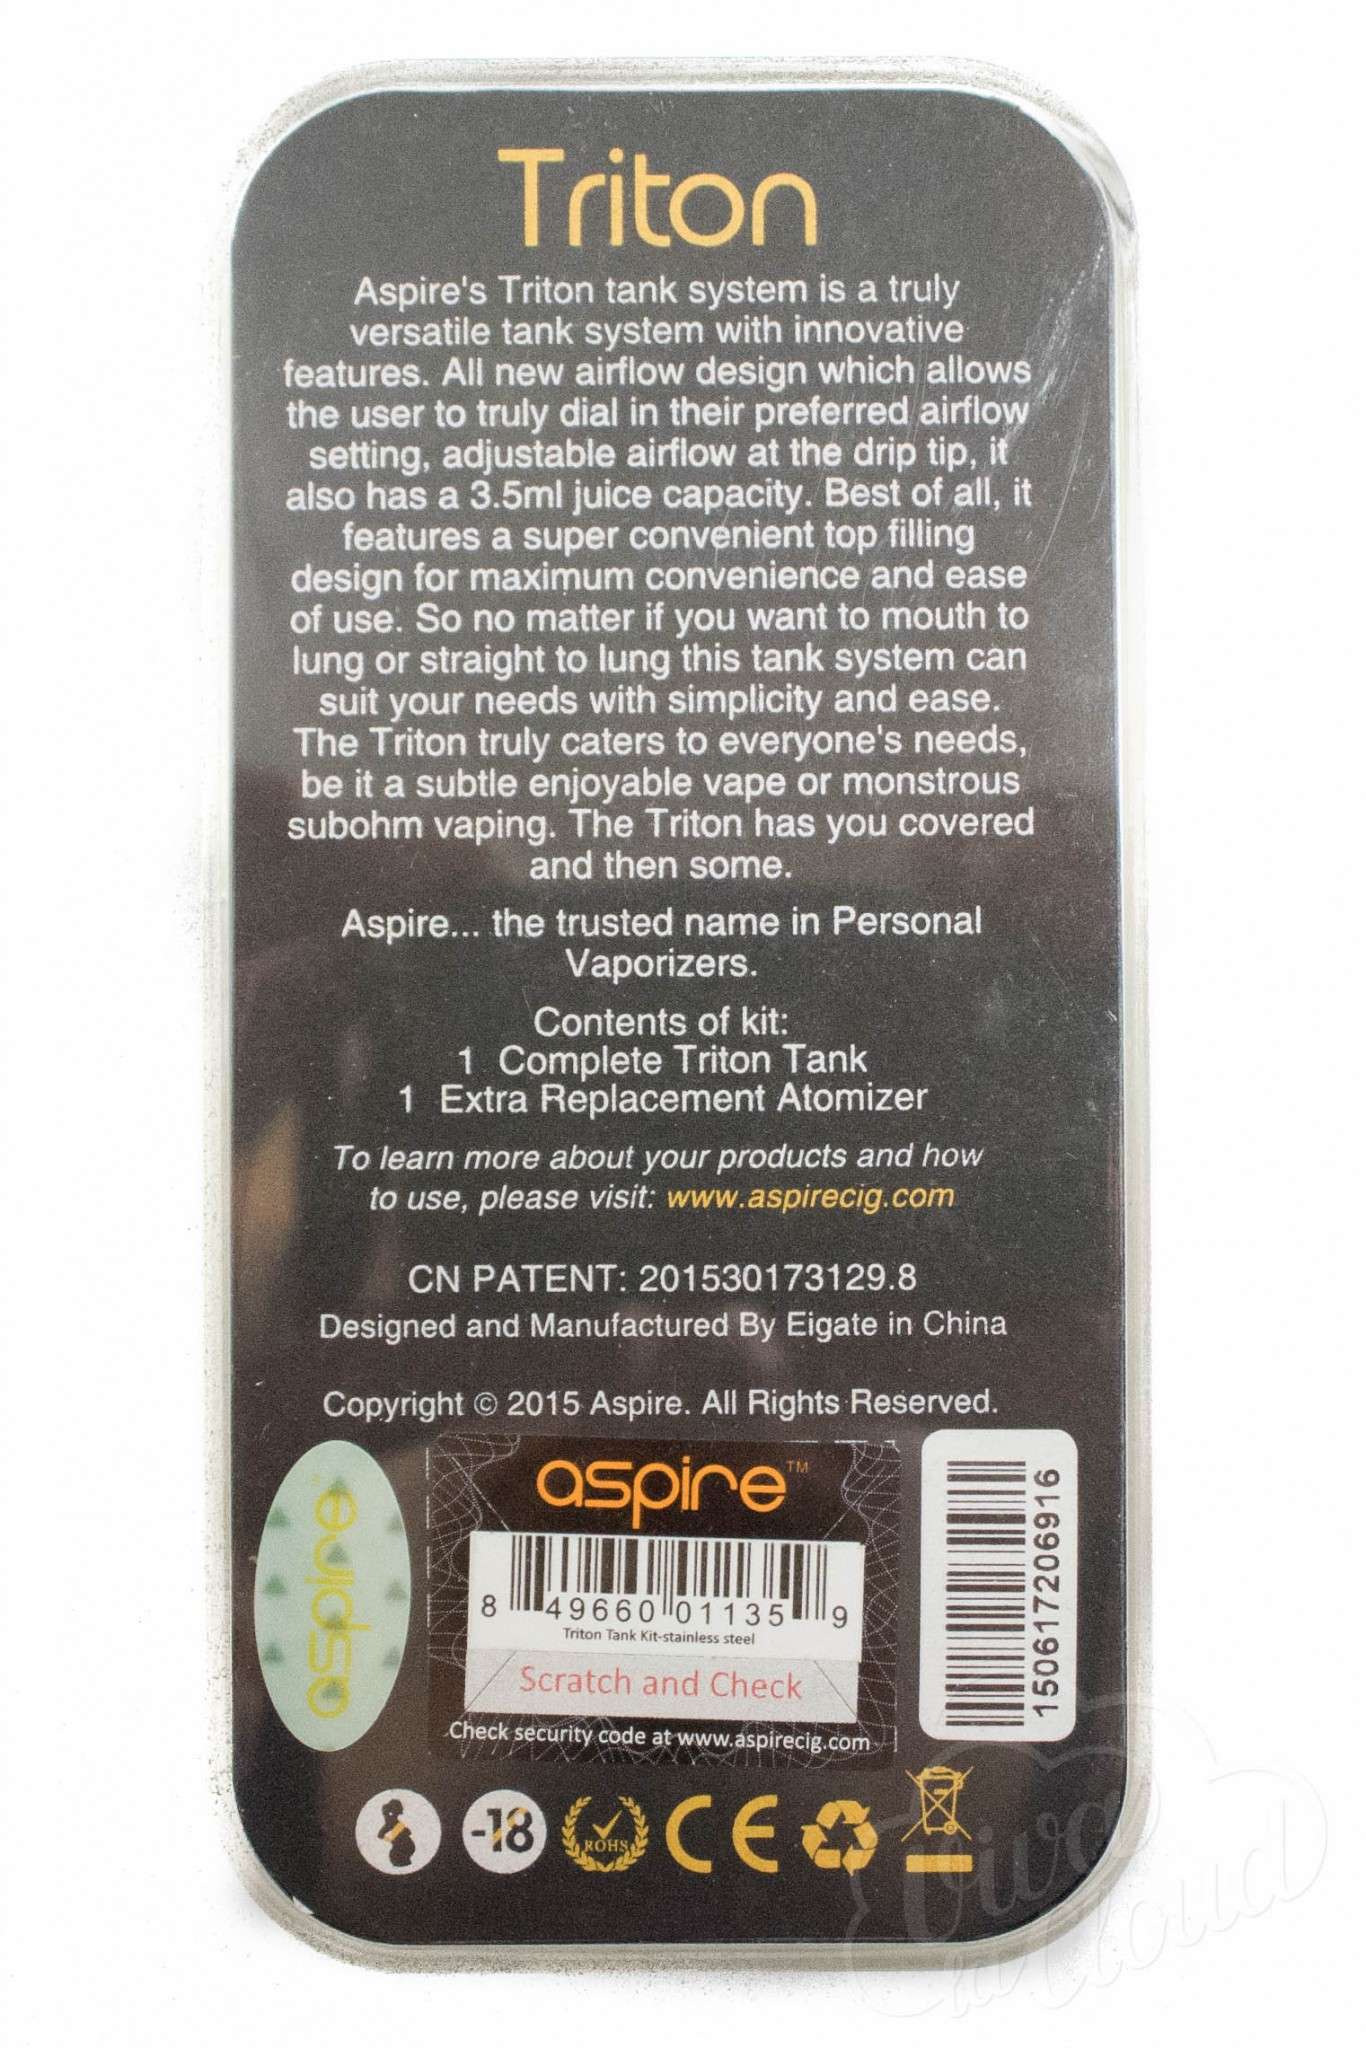 Triton
Aspire's Triton tank system is a truly
versatile tank system with innovative
features. All new airflow design which allows
the user to truly dial in their preferred airflow
setting, adjustable airflow at the drip tip, it
also has a 3.5ml juice capacity. Best of all, it
features a super convenient top filling
design for maximum convenience and ease
of use. So no matter if you want to mouth to
lung or straight to lung this tank system can
suit your needs with simplicity and ease.
The Triton truly caters to everyone's needs,
be it a subtle enjoyable vape or monstrous
subohm vaping. The Triton has you covered
and then some.
Aspire... the trusted name in Personal
Vaporizers.
Contents of kit:
1 Complete Triton Tank
1 Extra Replacement Atomizer
To learn more about your products and how
to use, please visit: www.aspirecig.com
CN PATENT: 201530173129.8
Designed and Manufactured By Eigate in China
Copyright © 2015 Aspire. All Rights Reserved.
aspire
aspire™
8 49660 01135 9
Triton Tank Kit-stainless steel
Scratch and Check
Check security code at www.aspirecig.com
150617206916
-18
ROHS
CE
Viva
la Cloud